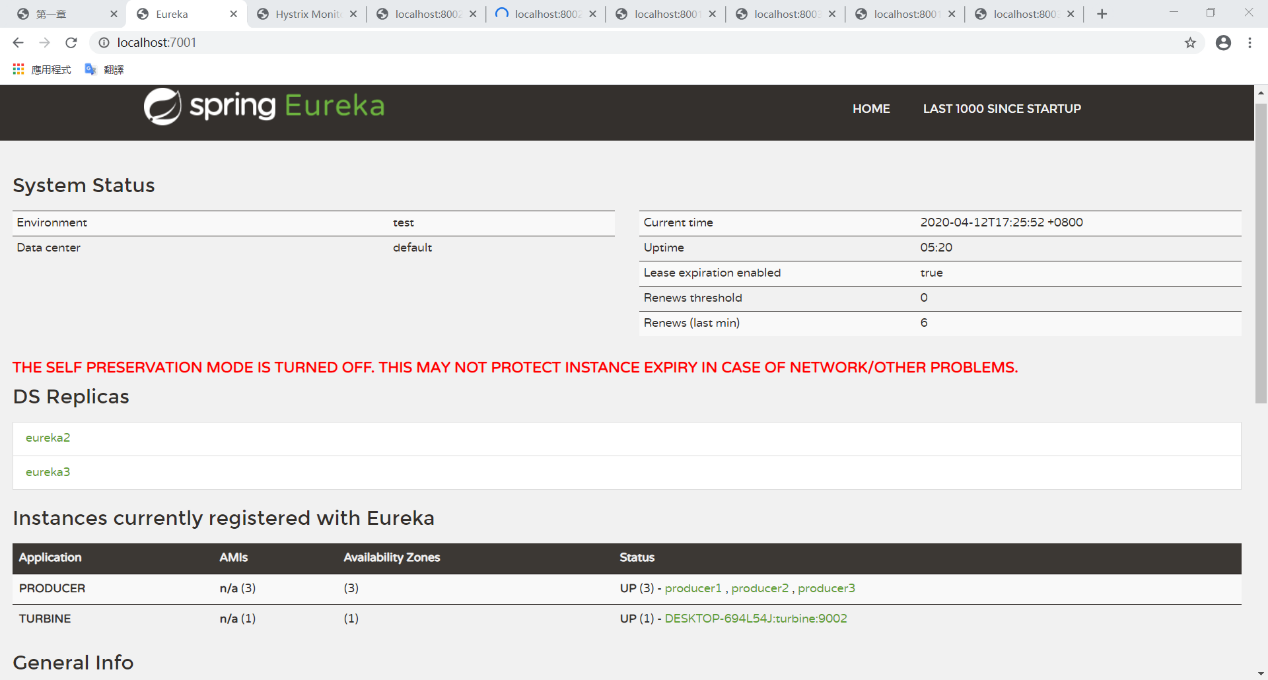 第一章 Eureka Hystrix Monit localhost:8002 localhost:8002 localhost:8001 localhost:800 localhost:8001 localhost:800
localhost:7001
應用程式 翻譯
spring Eureka HOME LAST 1000 SINCE STARTUP
System Status
Environment test Current time 2020-04-12T17:25:52 +0800
Data center default Uptime 05:20
Lease expiration enabled true
Renews threshold 0
Renews (last min) 6
THE SELF PRESERVATION MODE IS TURNED OFF. THIS MAY NOT PROTECT INSTANCE EXPIRY IN CASE OF NETWORK/OTHER PROBLEMS.
DS Replicas
eureka2
eureka3
Instances currently registered with Eureka
Application AMIs Availability Zones Status
PRODUCER n/a (3) (3) UP (3) - producer1 , producer2 , producer3
TURBINE n/a (1) (1) UP (1) - DESKTOP-694L54J:turbine:9002
General Info